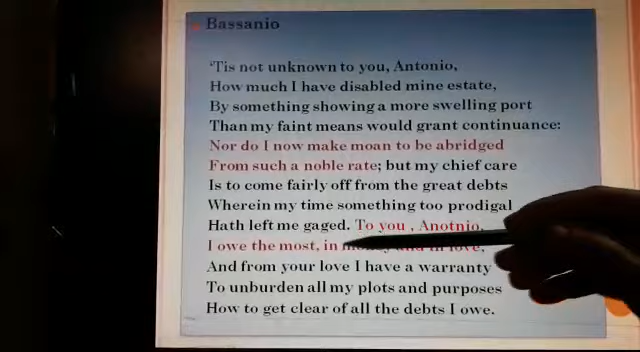 Bassanio
'Tis not unknown to you, Antonio,
How much I have disabled mine estate,
By something showing a more swelling port
Than my faint means would grant continuance:
Nor do I now make moan to be abridged
From such a noble rate; but my chief care
Is to come fairly off from the great debts
Wherein my time something too prodigal
Hath left me gaged. To you , Anotnio,
I owe the most, in money and in love,
And from your love I have a warranty
To unburden all my plots and purposes
How to get clear of all the debts I owe.